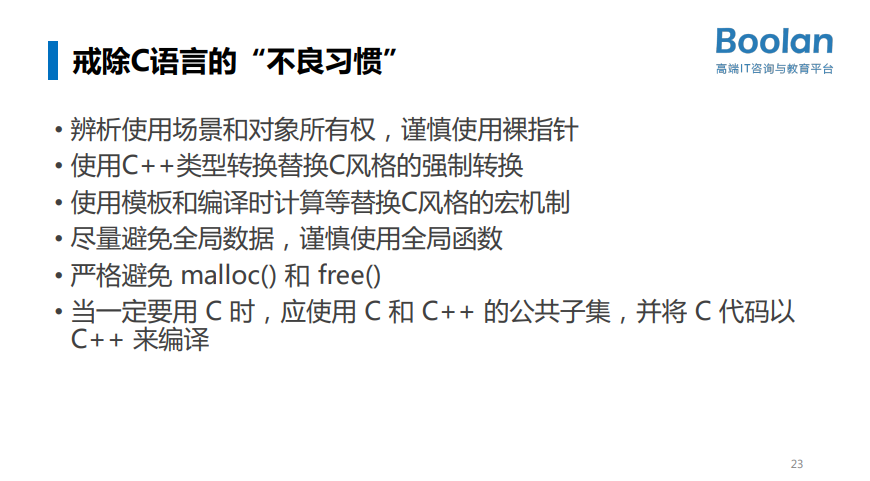 戒除C语言的“不良习惯”
Boolan
高端IT咨询与教育平台
• 辨析使用场景和对象所有权，谨慎使用裸指针
• 使用C++类型转换替换C风格的强制转换
• 使用模板和编译时计算等替换C风格的宏机制
• 尽量避免全局数据，谨慎使用全局函数
• 严格避免 malloc() 和 free()
• 当一定要用 C 时，应使用 C 和 C++ 的公共子集，并将 C 代码以
C++ 来编译
23